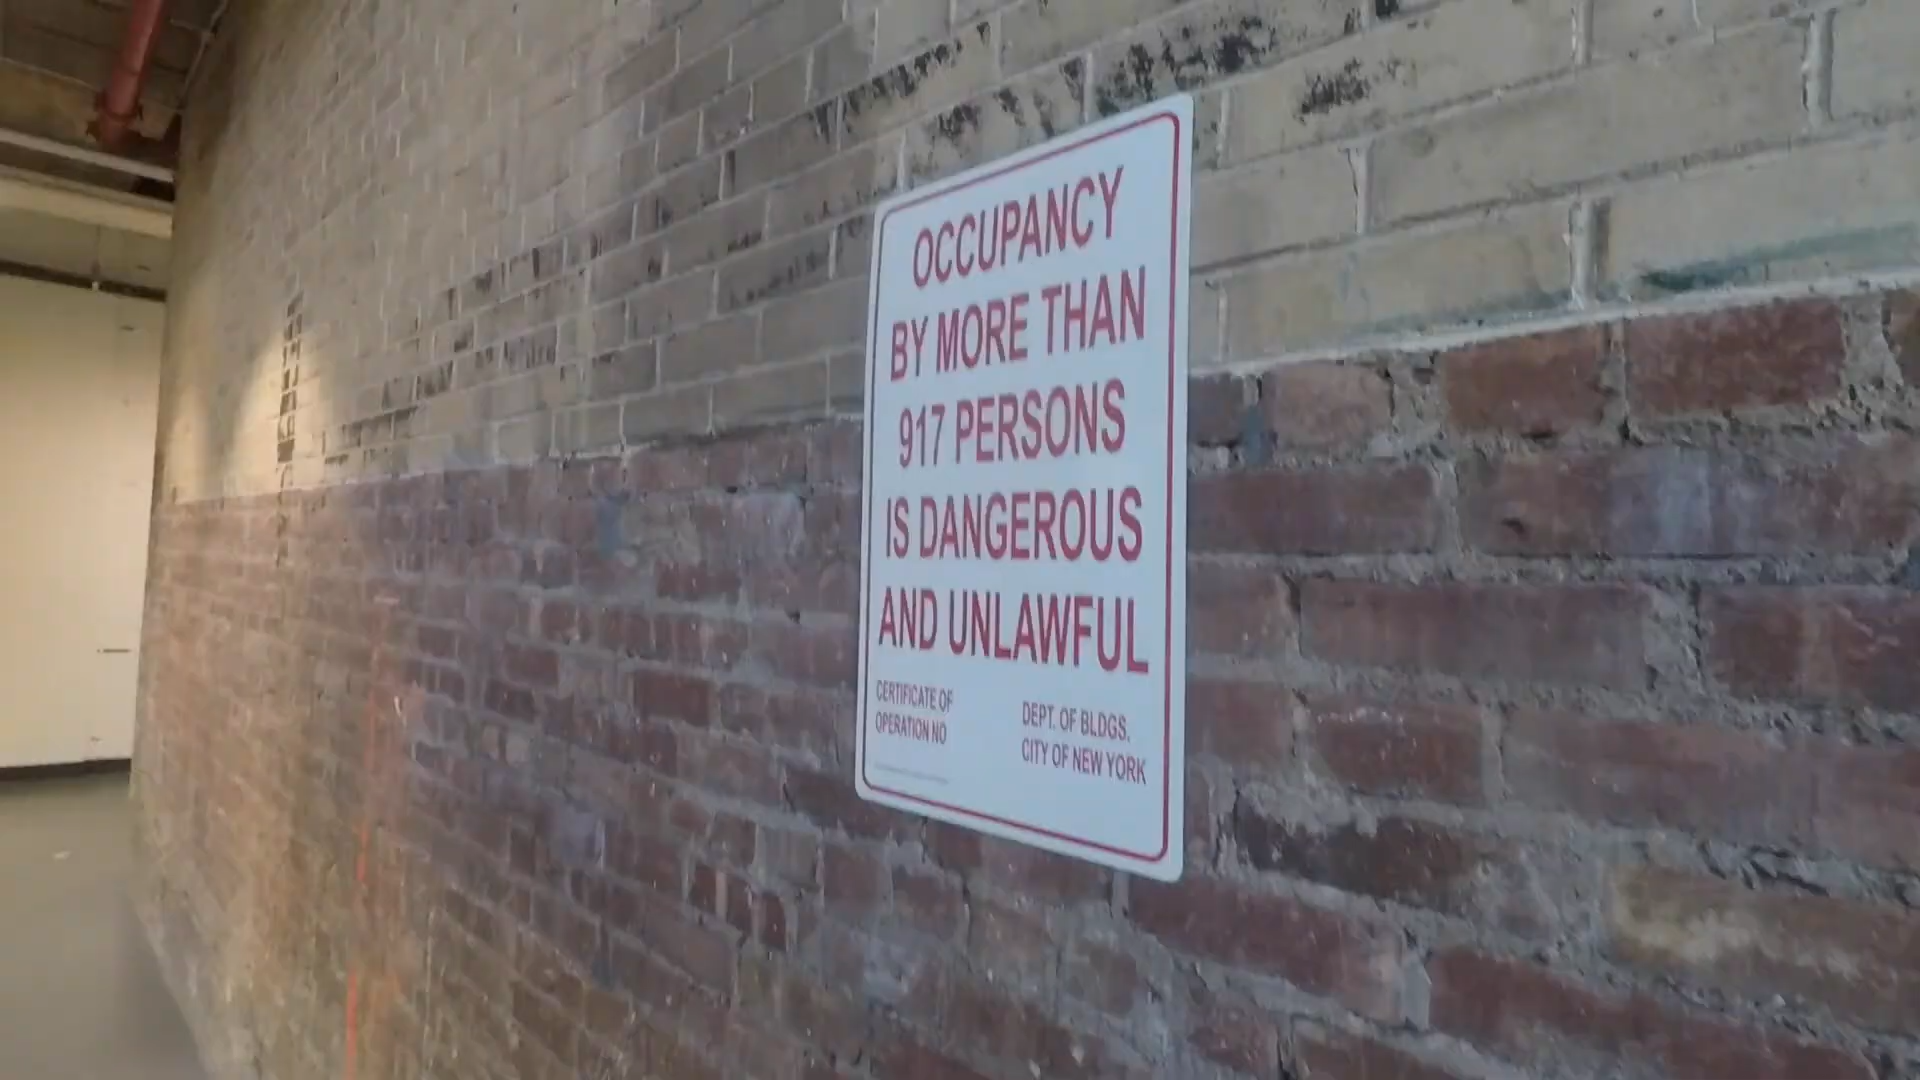 OCCUPANCY
BY MORE THAN
917 PERSONS
IS DANGEROUS
AND UNLAWFUL
CERTIFICATE OF
OPERATION NO
DEPT. OF BLDGS.
CITY OF NEW YORK